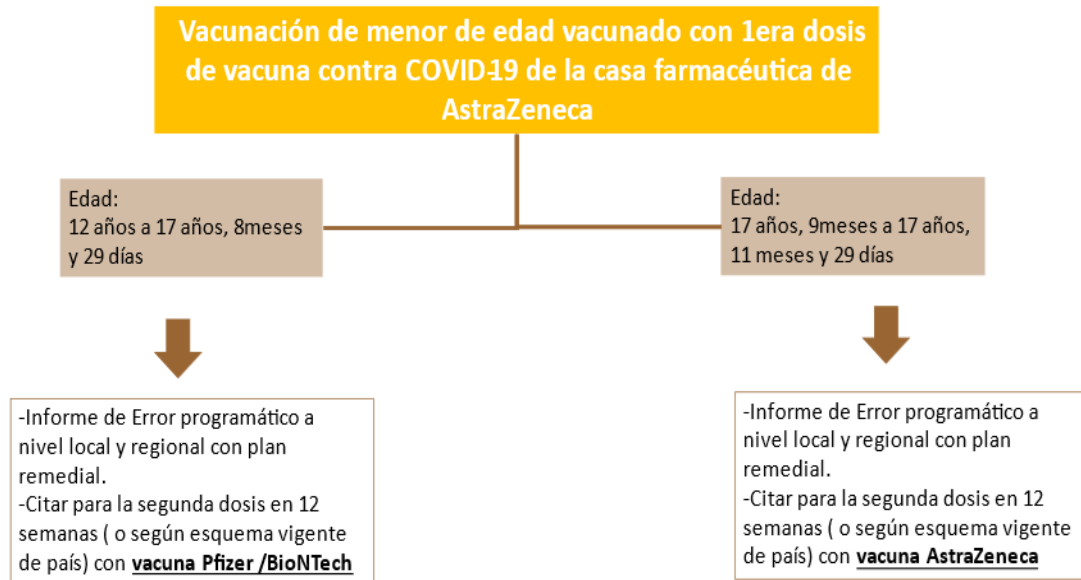 Vacunación de menor de edad vacunado con 1era dosis
de vacuna contra COVID-19 de la casa farmacéutica de
AstraZeneca
Edad:
12 años a 17 años, 8meses
y 29 días
Edad:
17 años, 9meses a 17 años,
11 meses y 29 días
-Informe de Error programático a
nivel local y regional con plan
remedial.
-Citar para la segunda dosis en 12
semanas ( o según esquema vigente
de país) con vacuna Pfizer /BioNTech
-Informe de Error programático a
nivel local y regional con plan
remedial.
-Citar para la segunda dosis en 12
semanas ( o según esquema vigente
de país) con vacuna AstraZeneca